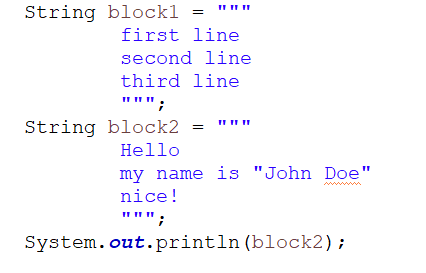 String block1 = """
first line
second line
third line
""";
String block2 = """
Hello
my name is "John Doe"
nice!
""";
System.out.println(block2);